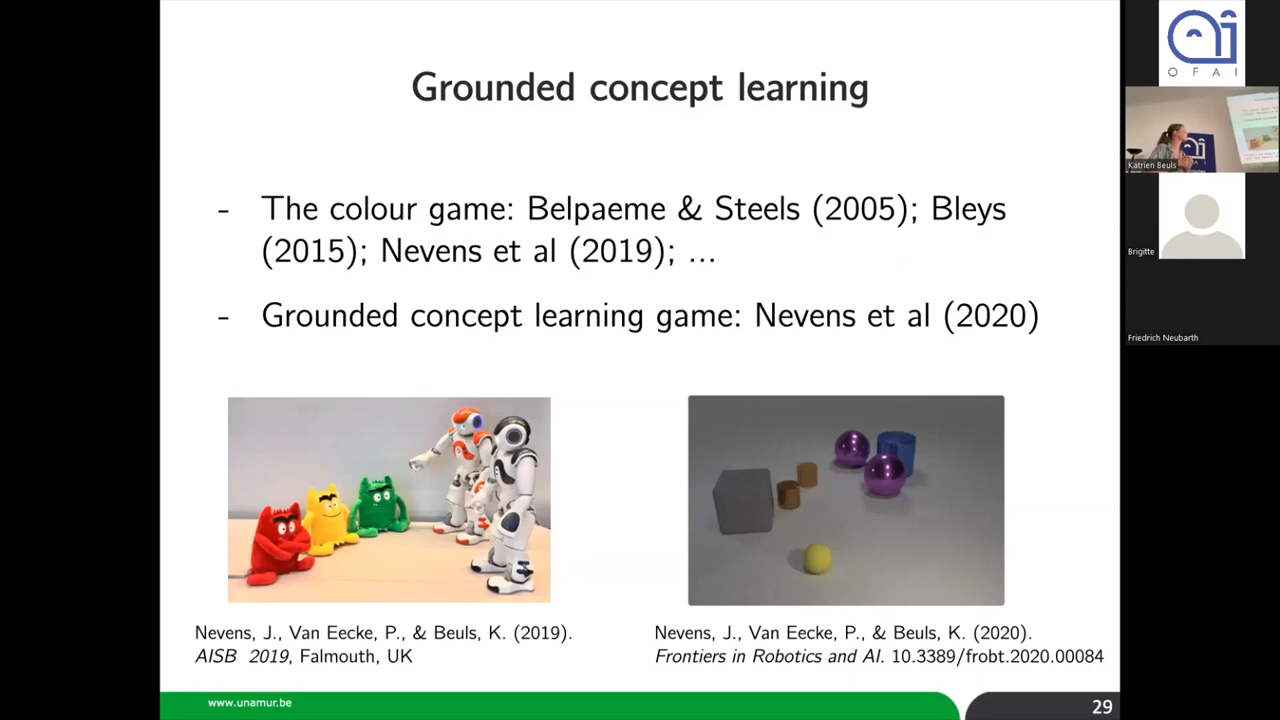 Grounded concept learning
- The colour game: Belpaeme & Steels (2005); Bleys
(2015); Nevens et al (2019); ...
- Grounded concept learning game: Nevens et al (2020)
Nevens, J., Van Eecke, P., & Beuls, K. (2019).
AISB 2019, Falmouth, UK
Nevens, J., Van Eecke, P., & Beuls, K. (2020).
Frontiers in Robotics and AI. 10.3389/frobt.2020.00084
www.unamur.be
29
OFAI
Katrien Beuls
Brigitte
Friedrich Neubarth